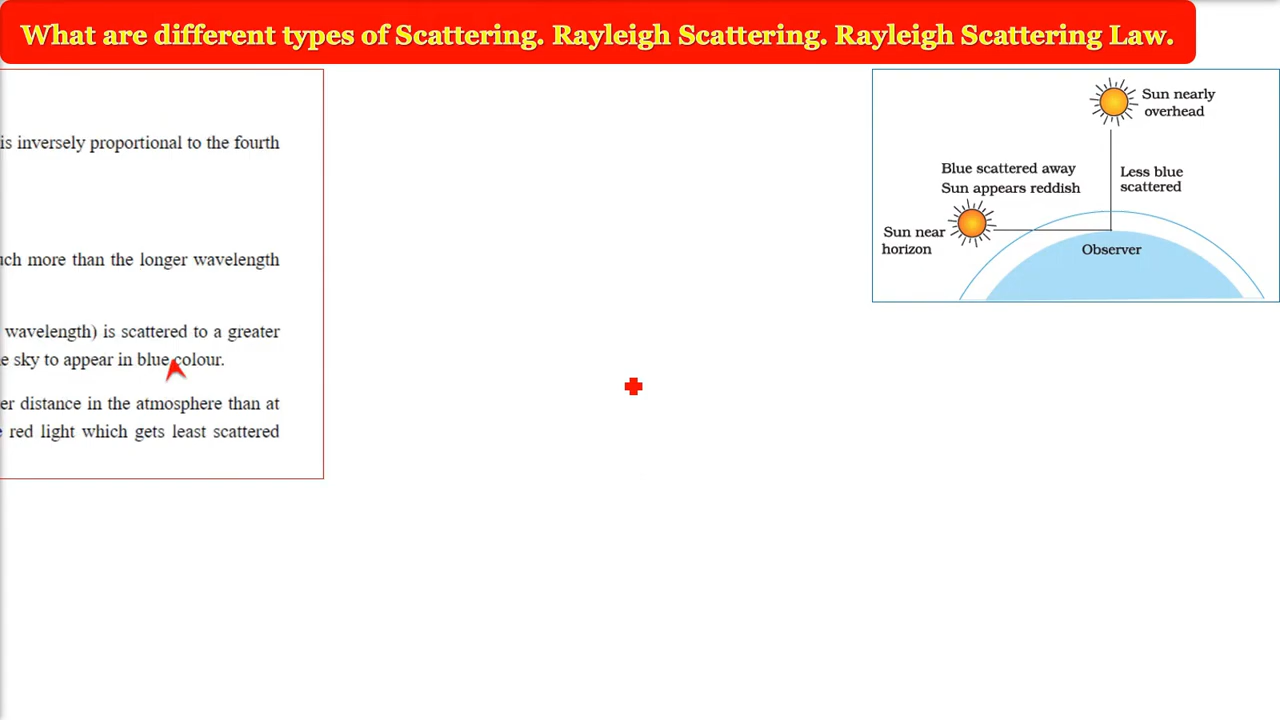 What are different types of Scattering. Rayleigh Scattering. Rayleigh Scattering Law.
is inversely proportional to the fourth
more than the longer wavelength
wavelength) is scattered to a greater
sky to appear in blue colour.
distance in the atmosphere than at
red light which gets least scattered
Sun nearly
overhead
Blue scattered away
Sun appears reddish
Less blue
scattered
Sun near
horizon
Observer